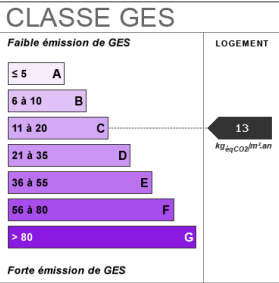 CLASSE GES
Faible émission de GES
LOGEMENT
≤ 5 A
6 à 10 B
11 à 20 C
13
kgéqCO2/m².an
21 à 35 D
36 à 55 E
56 à 80 F
> 80 G
Forte émission de GES